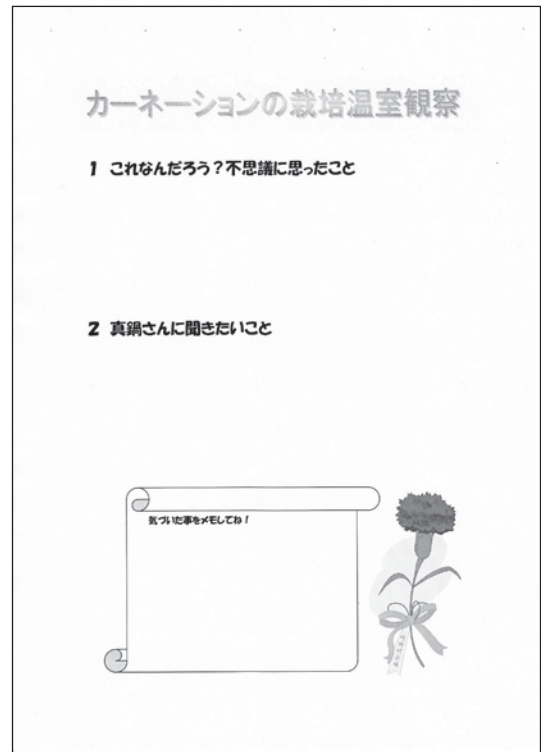 カーネーションの栽培温室観察
1 これなんだろう？不思議に思ったこと
2 真鍋さんに聞きたいこと
気づいた事をメモしてね！